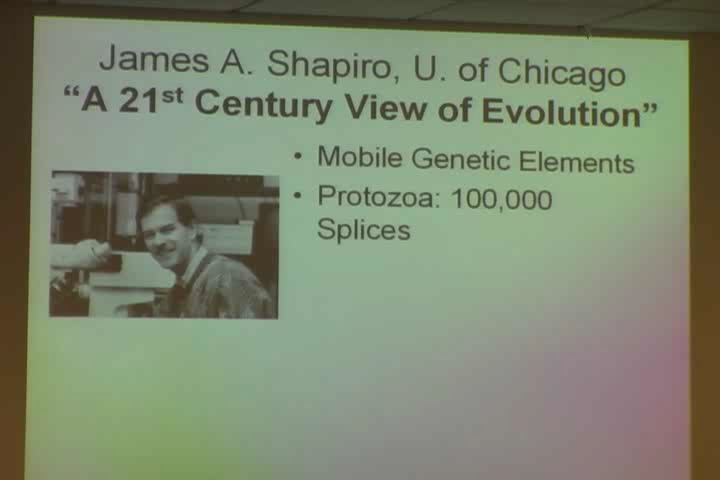 James A. Shapiro, U. of Chicago
“A 21st Century View of Evolution”
• Mobile Genetic Elements
• Protozoa: 100,000
Splices